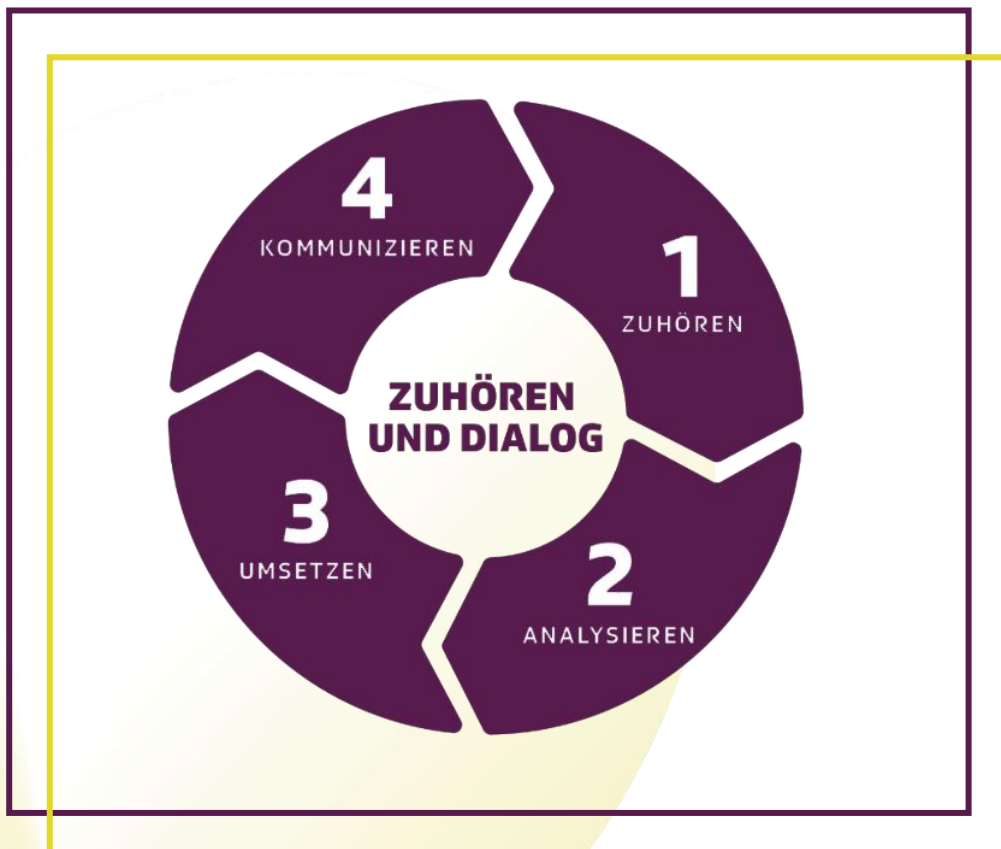 4
KOMMUNIZIEREN
1
ZUHÖREN
ZUHÖREN
UND DIALOG
3
UMSETZEN
2
ANALYSIEREN